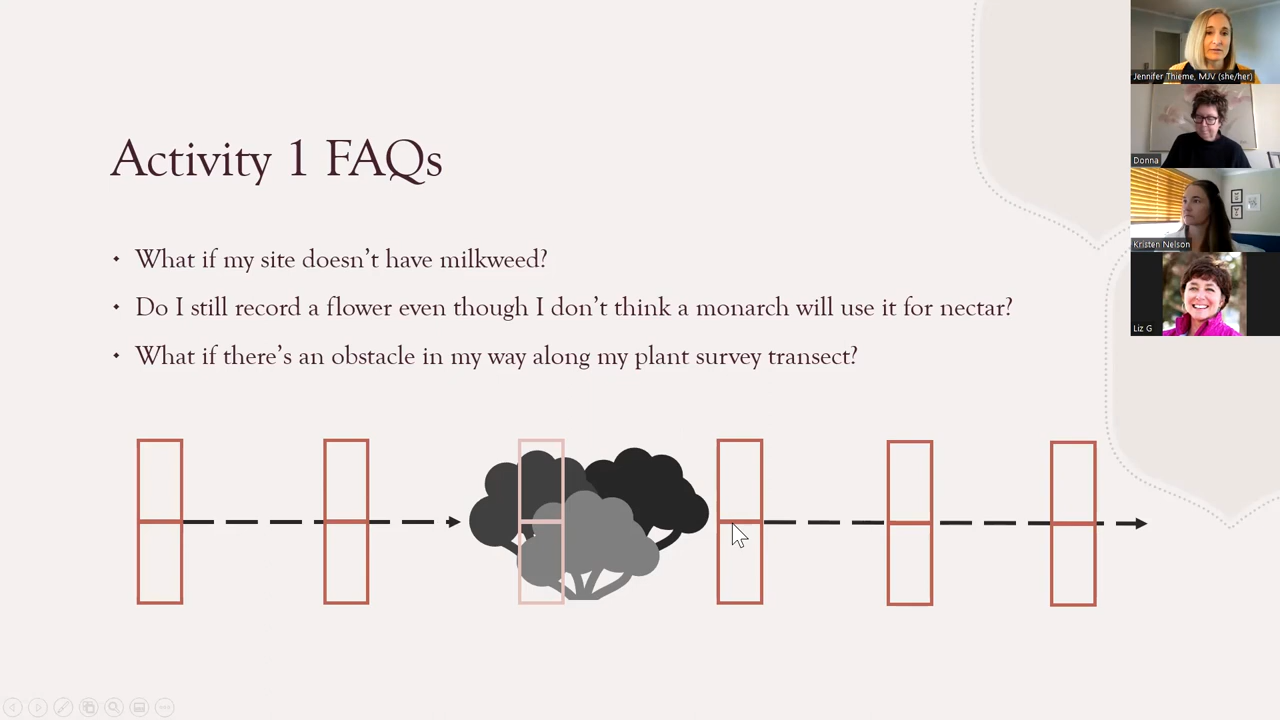 Activity 1 FAQs
What if my site doesn’t have milkweed?
Do I still record a flower even though I don’t think a monarch will use it for nectar?
What if there’s an obstacle in my way along my plant survey transect?
Jennifer Thieme, MJV (she/her)
Donna
Kristen Nelson
Liz G